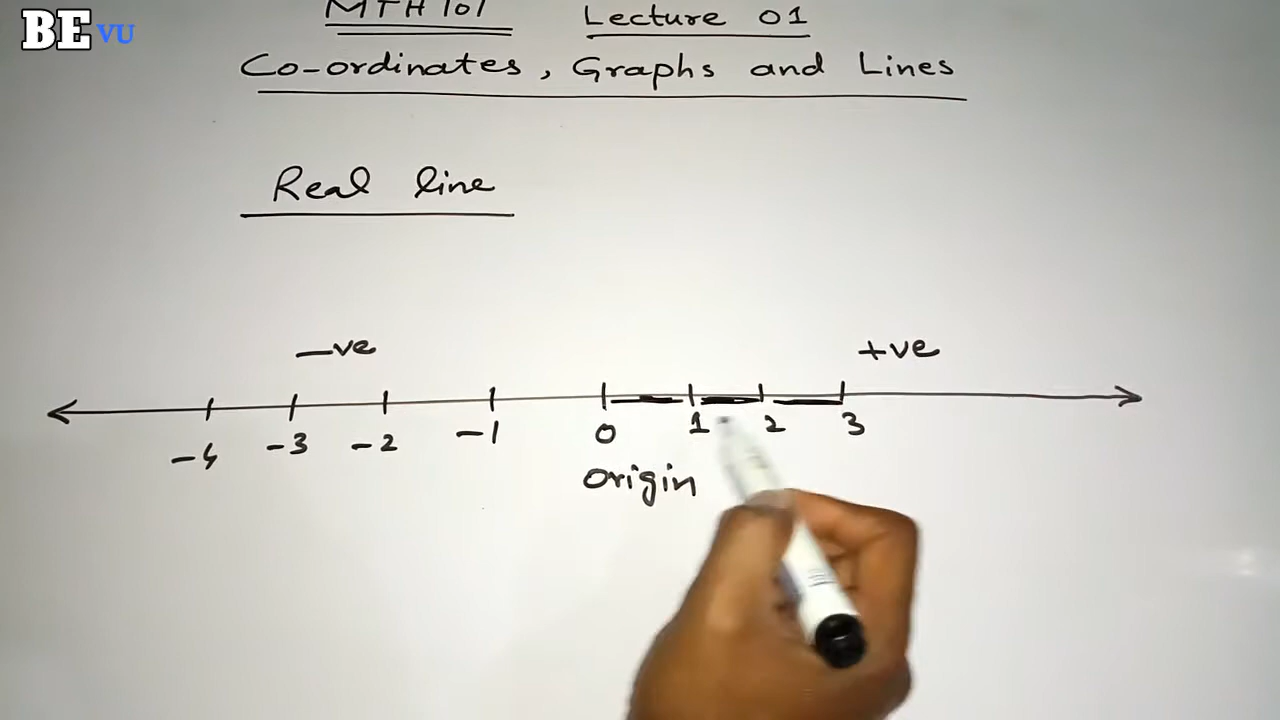 BE VU
MTH 101 Lecture 01
Co-ordinates, Graphs and Lines
Real line
-ve +ve
-4 -3 -2 -1 0 1 2 3
origin